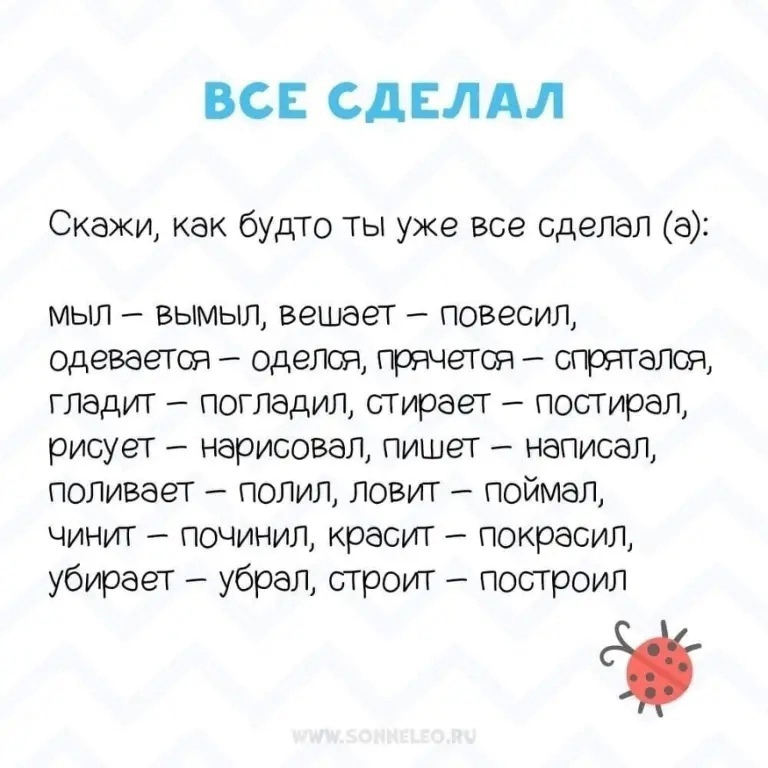 ВСЕ СДЕЛАЛ
Скажи, как будто ты уже все сделал (а):
мыл – вымыл, вешает – повесил,
одевается – оделся, прячется – спрятался,
гладит – погладил, стирает – постирал,
рисует – нарисовал, пишет – написал,
поливает – полил, ловит – поймал,
чинит – починил, красит – покрасил,
убирает – убрал, строит – построил
WWW.SONNELEO.RU